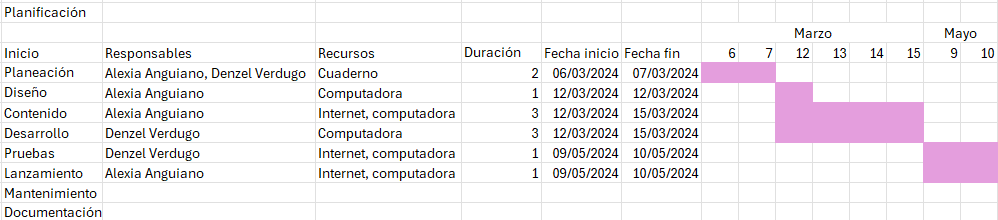 Planificación
Marzo Mayo
Inicio Responsables Recursos Duración Fecha inicio Fecha fin 6 7 12 13 14 15 9 10
Planeación Alexia Anguiano, Denzel Verdugo Cuaderno 2 06/03/2024 07/03/2024
Diseño Alexia Anguiano Computadora 1 12/03/2024 12/03/2024
Contenido Alexia Anguiano Internet, computadora 3 12/03/2024 15/03/2024
Desarrollo Denzel Verdugo Computadora 3 12/03/2024 15/03/2024
Pruebas Denzel Verdugo Internet, computadora 1 09/05/2024 10/05/2024
Lanzamiento Alexia Anguiano Internet, computadora 1 09/05/2024 10/05/2024
Mantenimiento
Documentación